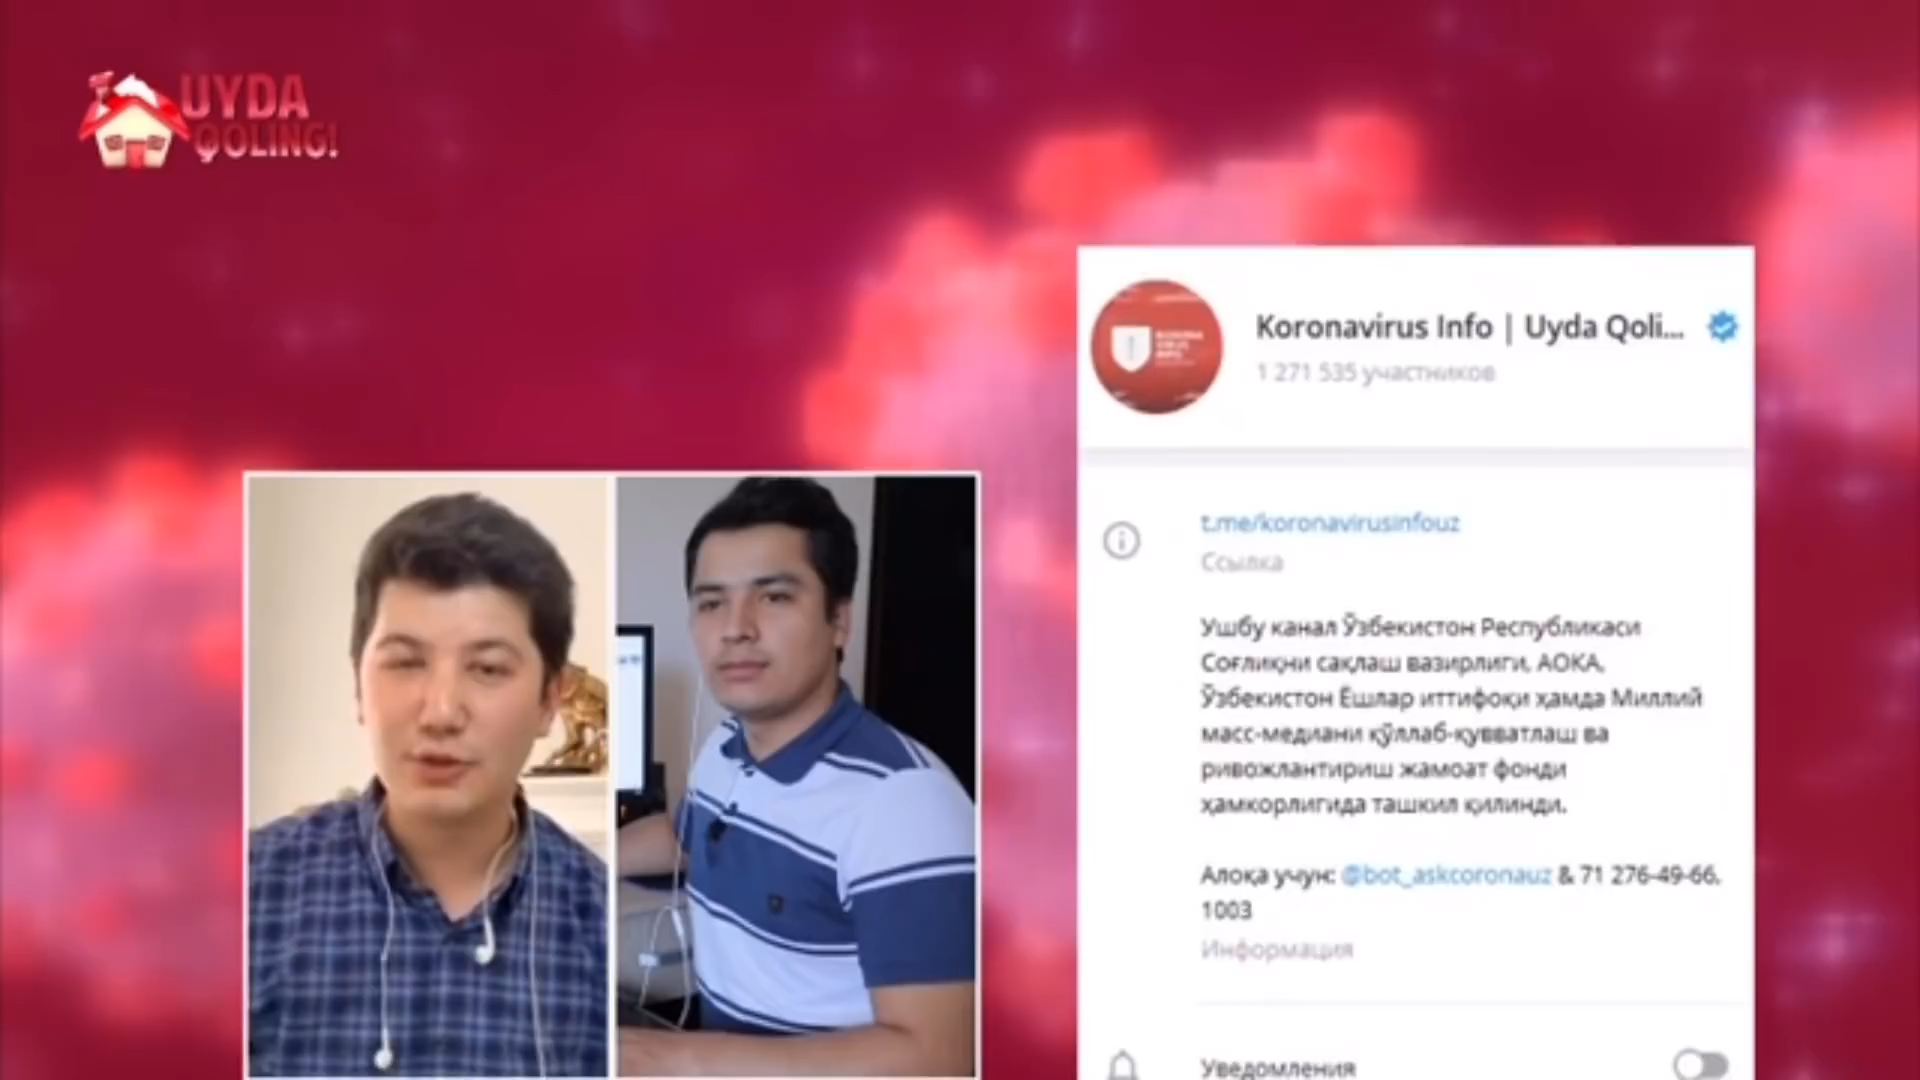 UYDA
QOLING!
Koronavirus Info | Uyda Qoli...
1 271 535 участников
t.me/koronavirusinfouz
Ссылка
Ушбу канал Ўзбекистон Республикаси
Соғлиқни сақлаш вазирлиги, АОКА,
Ўзбекистон Ёшлар иттифоқи ҳамда Миллий
масс-медиани қўллаб-қувватлаш ва
ривожлантириш жамоат фонди
ҳамкорлигида ташкил қилинди.
Алоқа учун: @bot_askcoronauz & 71 276-49-66,
1003
Информация
Уведомления